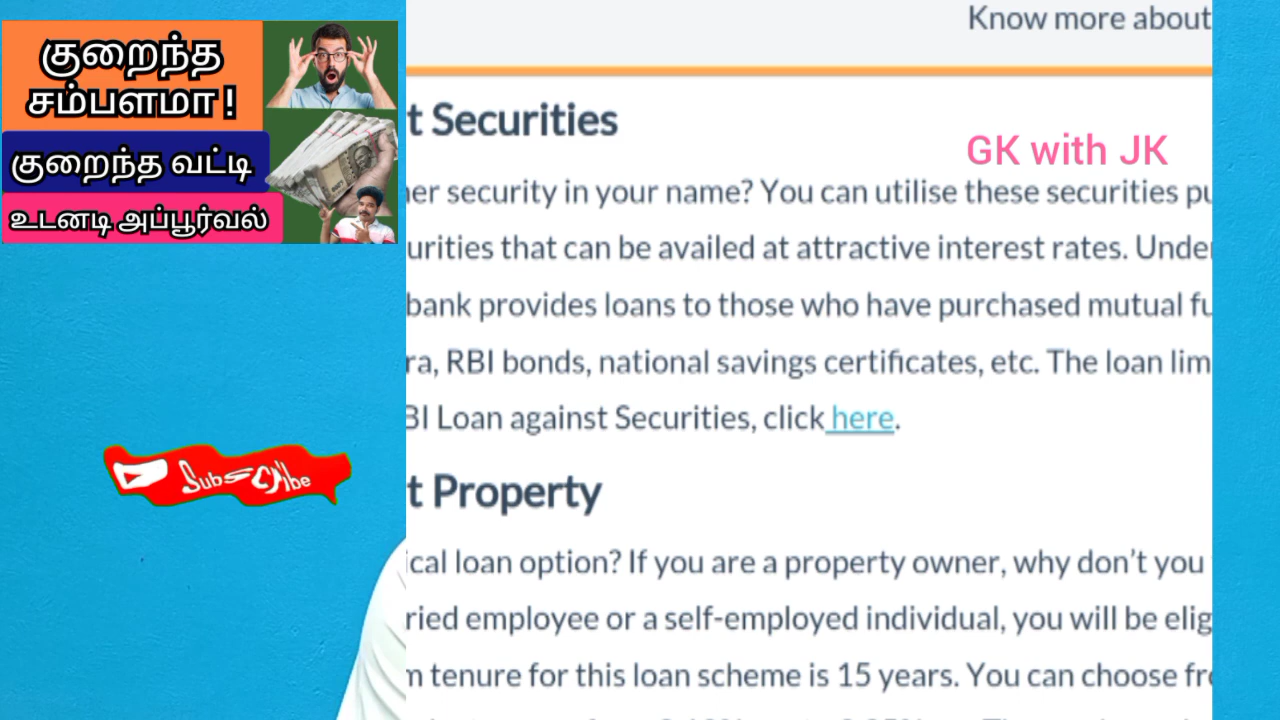 குறைந்த
சம்பளமா !
குறைந்த வட்டி
உடனடி அப்பூர்வல்
Subscribe
Know more about
t Securities
GK with JK
er security in your name? You can utilise these securities pu
urities that can be availed at attractive interest rates. Under
bank provides loans to those who have purchased mutual fu
ra, RBI bonds, national savings certificates, etc. The loan lim
BI Loan against Securities, click here.
t Property
ical loan option? If you are a property owner, why don't you
ried employee or a self-employed individual, you will be elig
m tenure for this loan scheme is 15 years. You can choose fro